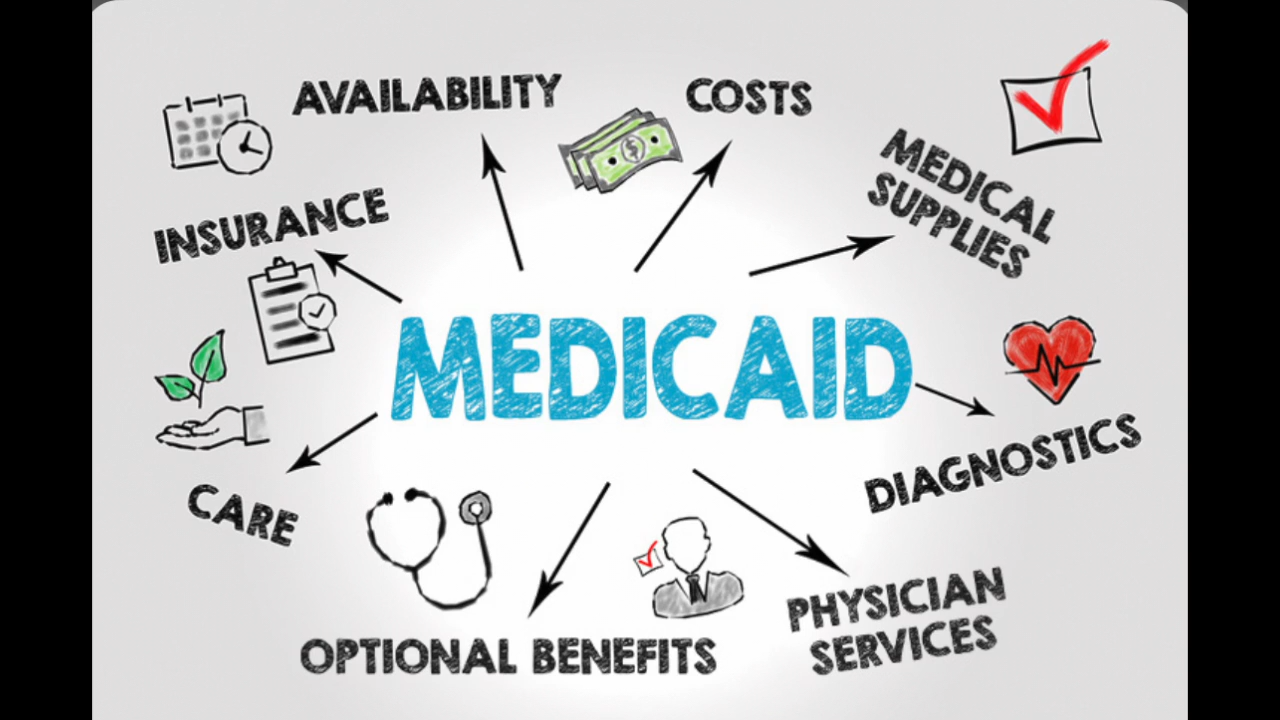 AVAILABILITY
COSTS
MEDICAL
SUPPLIES
INSURANCE
MEDICAID
DIAGNOSTICS
CARE
PHYSICIAN
SERVICES
OPTIONAL BENEFITS